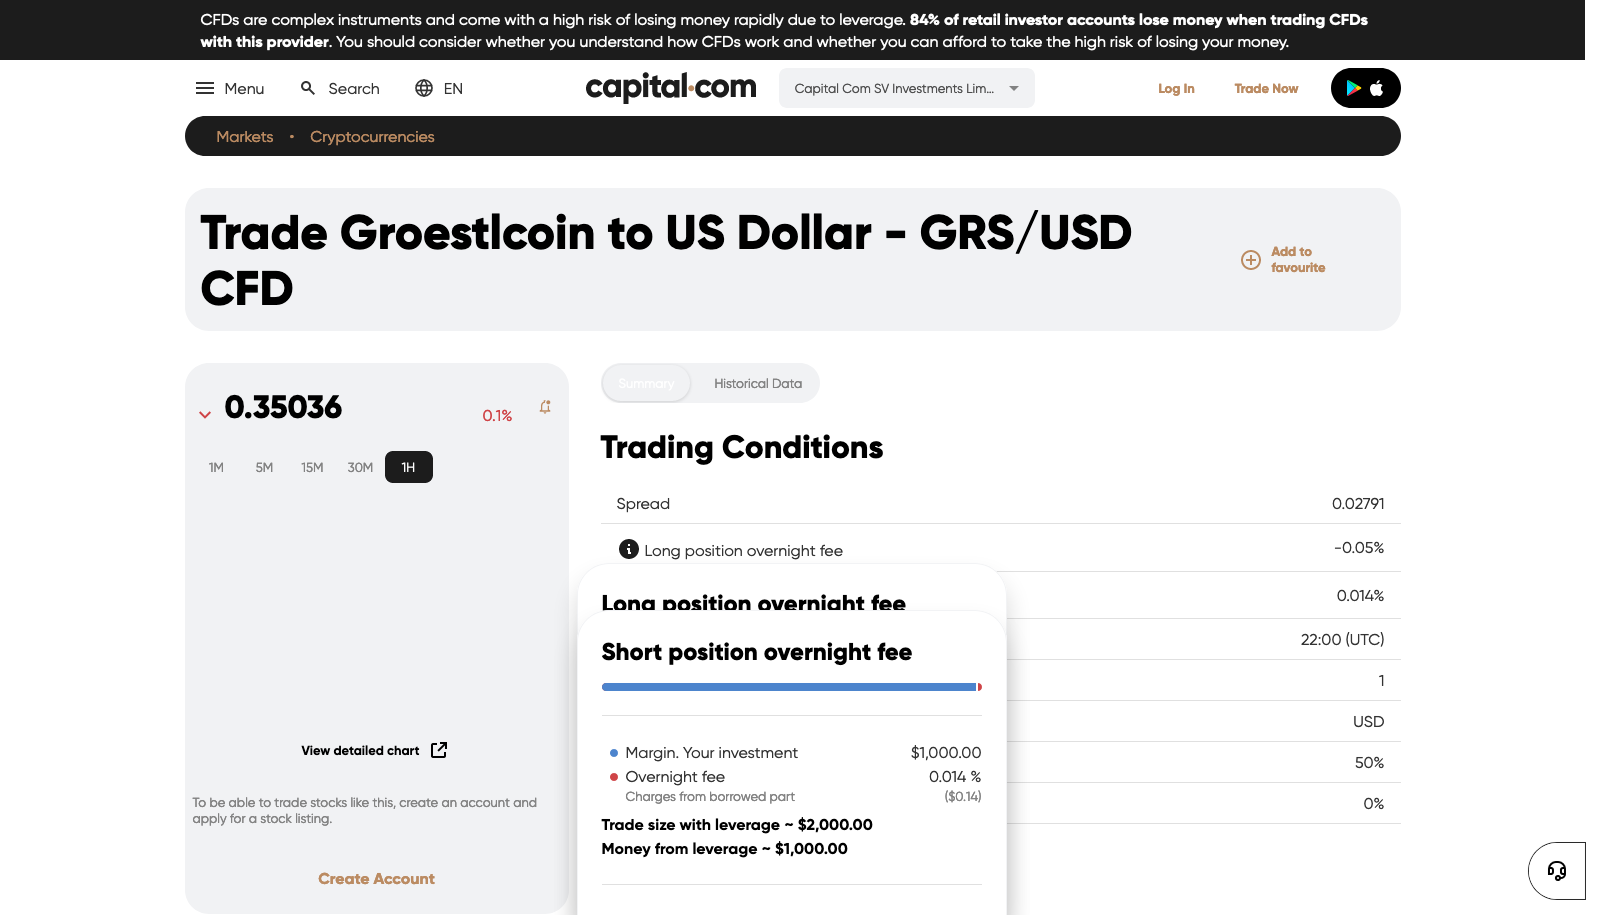 CFDs are complex instruments and come with a high risk of losing money rapidly due to leverage. 84% of retail investor accounts lose money when trading CFDs
with this provider. You should consider whether you understand how CFDs work and whether you can afford to take the high risk of losing your money.
Menu Search EN capital.com Capital Com SV Investments Lim... Log In Trade Now
Markets • Cryptocurrencies
Trade Groestlcoin to US Dollar - GRS/USD
CFD
Add to
favourite
0.35036 0.1%
1M 5M 15M 30M 1H
View detailed chart
To be able to trade stocks like this, create an account and
apply for a stock listing.
Create Account
Summary Historical Data
Trading Conditions
Spread 0.02791
Long position overnight fee -0.05%
0.014%
22:00 (UTC)
1
USD
50%
0%
Long position overnight fee
Short position overnight fee
Margin. Your investment $1,000.00
Overnight fee 0.014 %
Charges from borrowed part ($0.14)
Trade size with leverage ~ $2,000.00
Money from leverage ~ $1,000.00